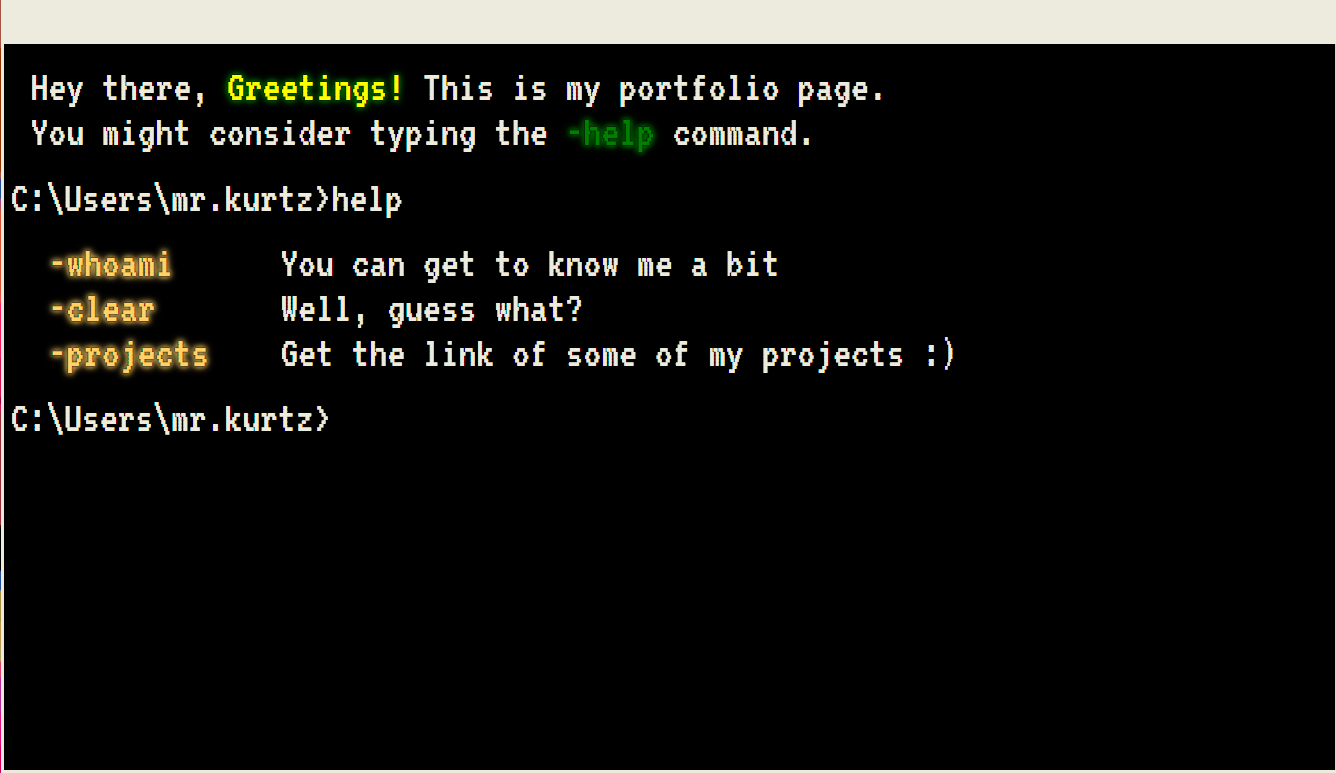 Hey there, Greetings! This is my portfolio page.
You might consider typing the -help command.
C:\Users\mr.kurtz>help
-whoami You can get to know me a bit
-clear Well, guess what?
-projects Get the link of some of my projects :)
C:\Users\mr.kurtz>